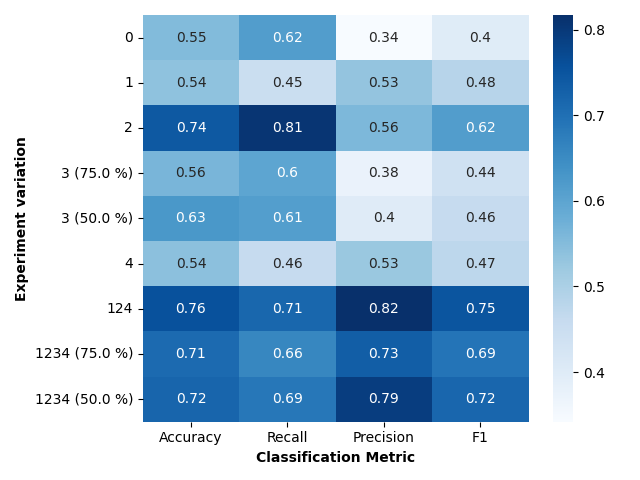 0 0.55 0.62 0.34 0.4
1 0.54 0.45 0.53 0.48
2 0.74 0.81 0.56 0.62
3 (75.0 %) 0.56 0.6 0.38 0.44
3 (50.0 %) 0.63 0.61 0.4 0.46
4 0.54 0.46 0.53 0.47
124 0.76 0.71 0.82 0.75
1234 (75.0 %) 0.71 0.66 0.73 0.69
1234 (50.0 %) 0.72 0.69 0.79 0.72
Accuracy Recall Precision F1
Classification Metric
Experiment variation
0.8
0.7
0.6
0.5
0.4